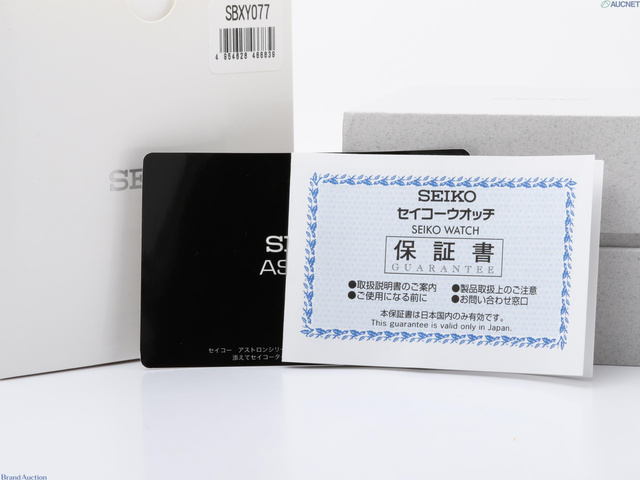 SBXY077
4 954628 466839
AUCNET
SE
SE
AS
セイコー アストロンシリー
添えてセイコータ
SEIKO
セイコーウオッチ
SEIKO WATCH
保証書
GUARANTEE
●取扱説明書のご案内 ●製品取扱上のご注意
●ご使用になる前に ●お問い合わせ窓口
本保証書は日本国内のみ有効です。
This guarantee is valid only in Japan.
Brand Auction